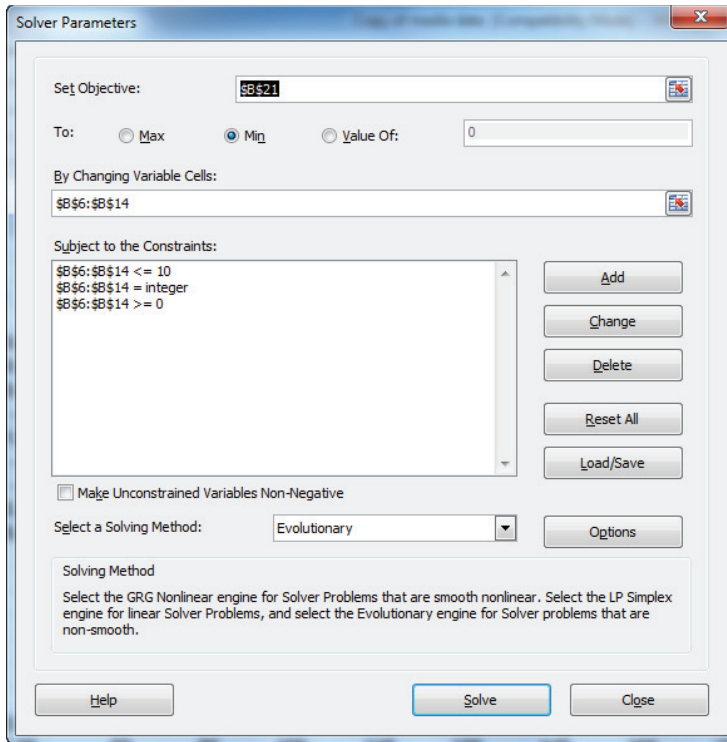 Solver Parameters
Set Objective:
$B$21
To:
Max
Min
Value Of:
0
By Changing Variable Cells:
$B$6:$B$14
Subject to the Constraints:
$B$6:$B$14 <= 10
$B$6:$B$14 = integer
$B$6:$B$14 >= 0
Add
Change
Delete
Reset All
Load/Save
Make Unconstrained Variables Non-Negative
Select a Solving Method:
Evolutionary
Options
Solving Method
Select the GRG Nonlinear engine for Solver Problems that are smooth nonlinear. Select the LP Simplex
engine for linear Solver Problems, and select the Evolutionary engine for Solver problems that are
non-smooth.
Help
Solve
Close